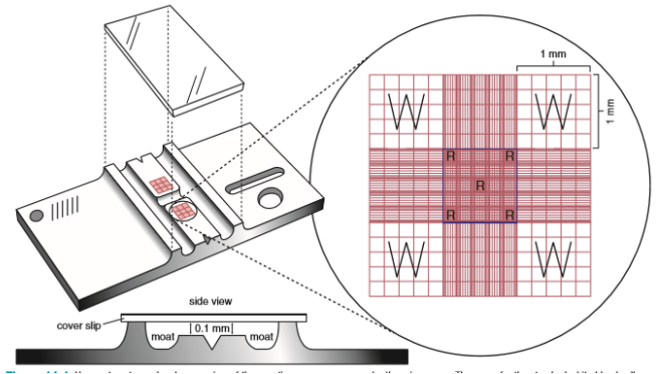 1 mm
W W
1 mm
R R
R
R R
W W
side view
cover slip
moat 0.1 mm moat